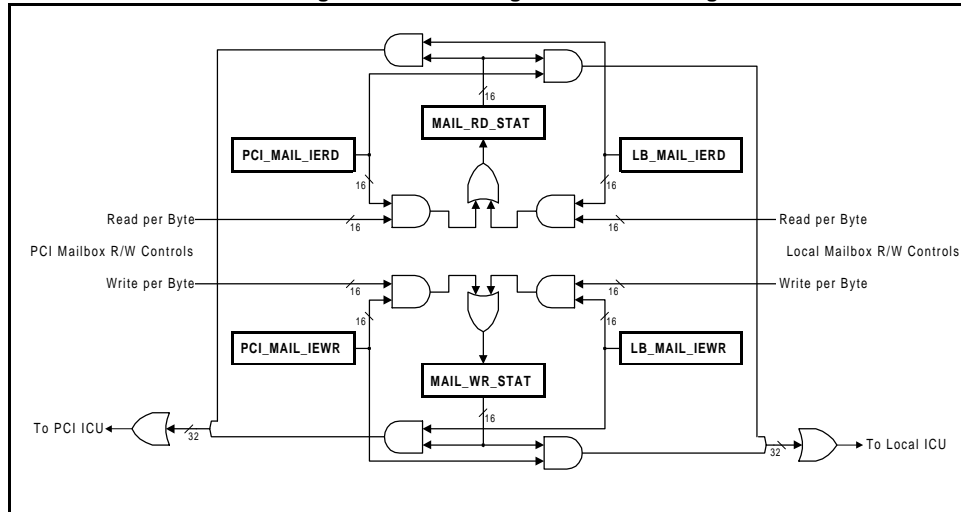 16
MAIL_RD_STAT
PCI_MAIL_IERD
LB_MAIL_IERD
16
16
Read per Byte
16
16
Read per Byte
PCI Mailbox R/W Controls
Local Mailbox R/W Controls
Write per Byte
16
16
Write per Byte
16
16
PCI_MAIL_IEWR
LB_MAIL_IEWR
MAIL_WR_STAT
16
To PCI ICU
32
32
To Local ICU